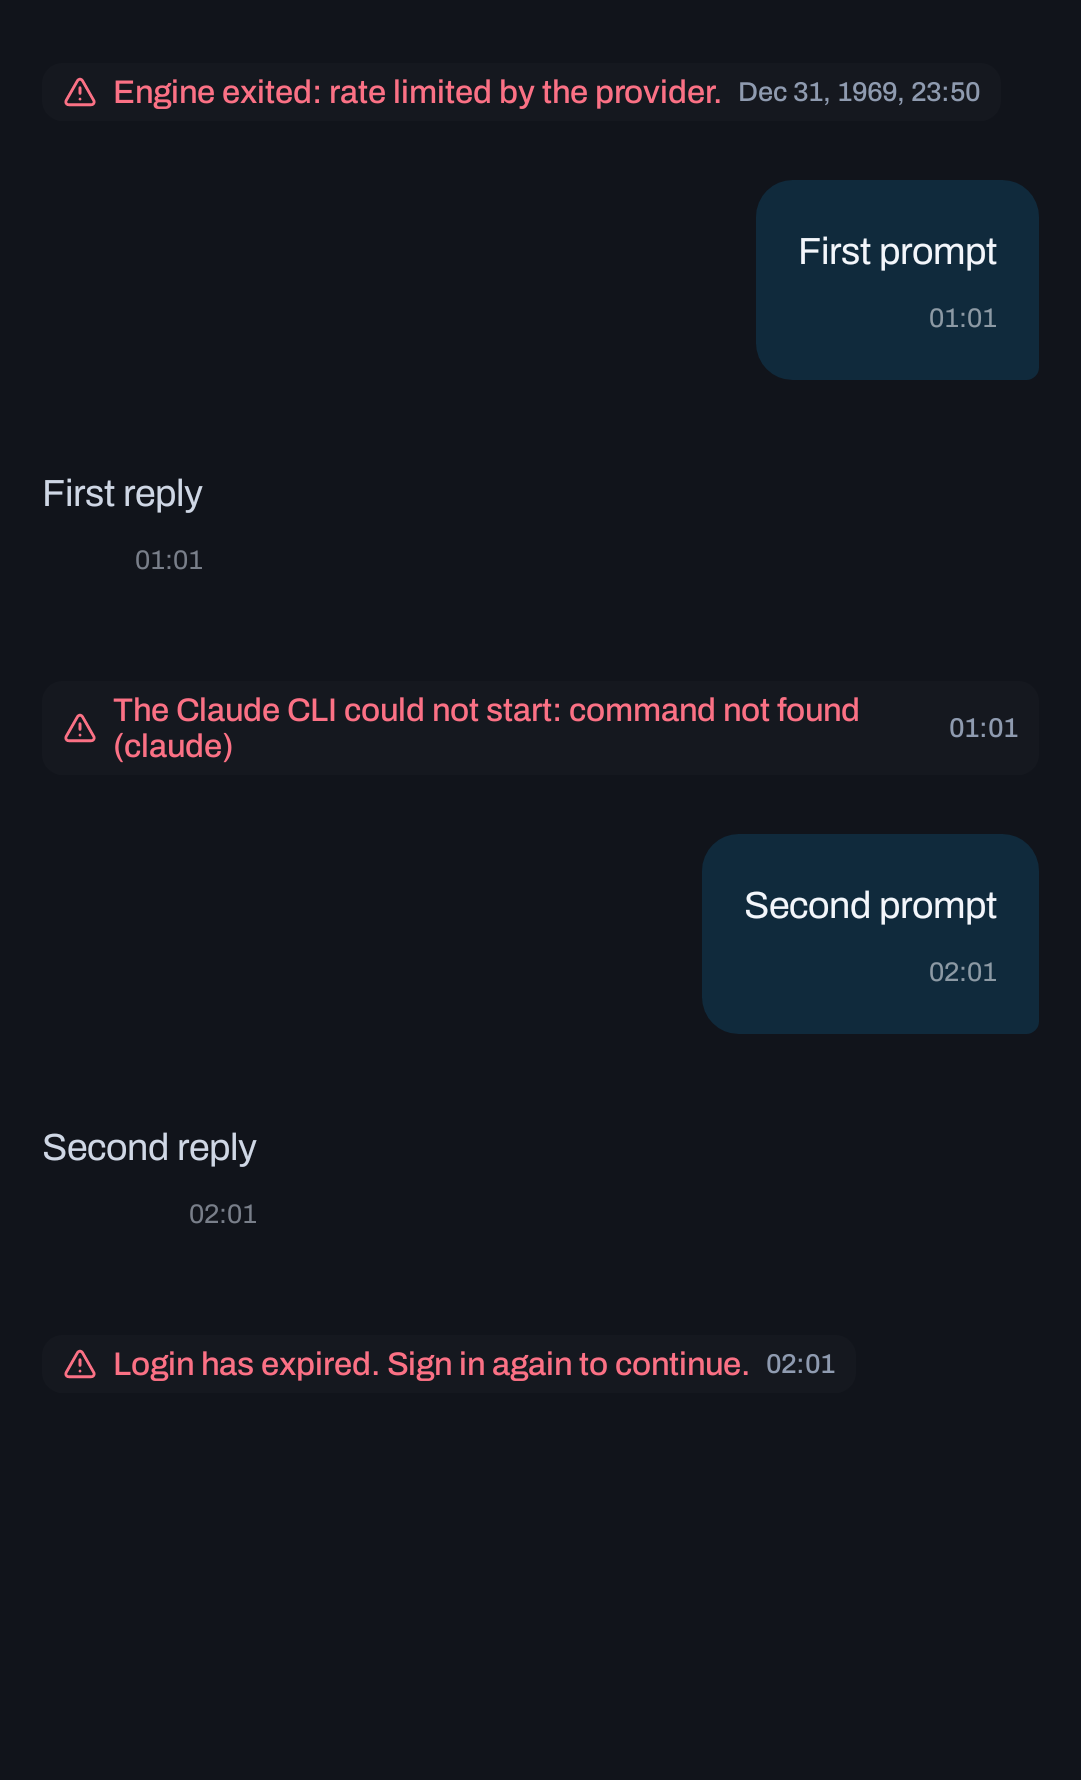 Engine exited: rate limited by the provider. Dec 31, 1969, 23:50
First prompt
01:01
First reply
01:01
The Claude CLI could not start: command not found
(claude)
01:01
Second prompt
02:01
Second reply
02:01
Login has expired. Sign in again to continue. 02:01